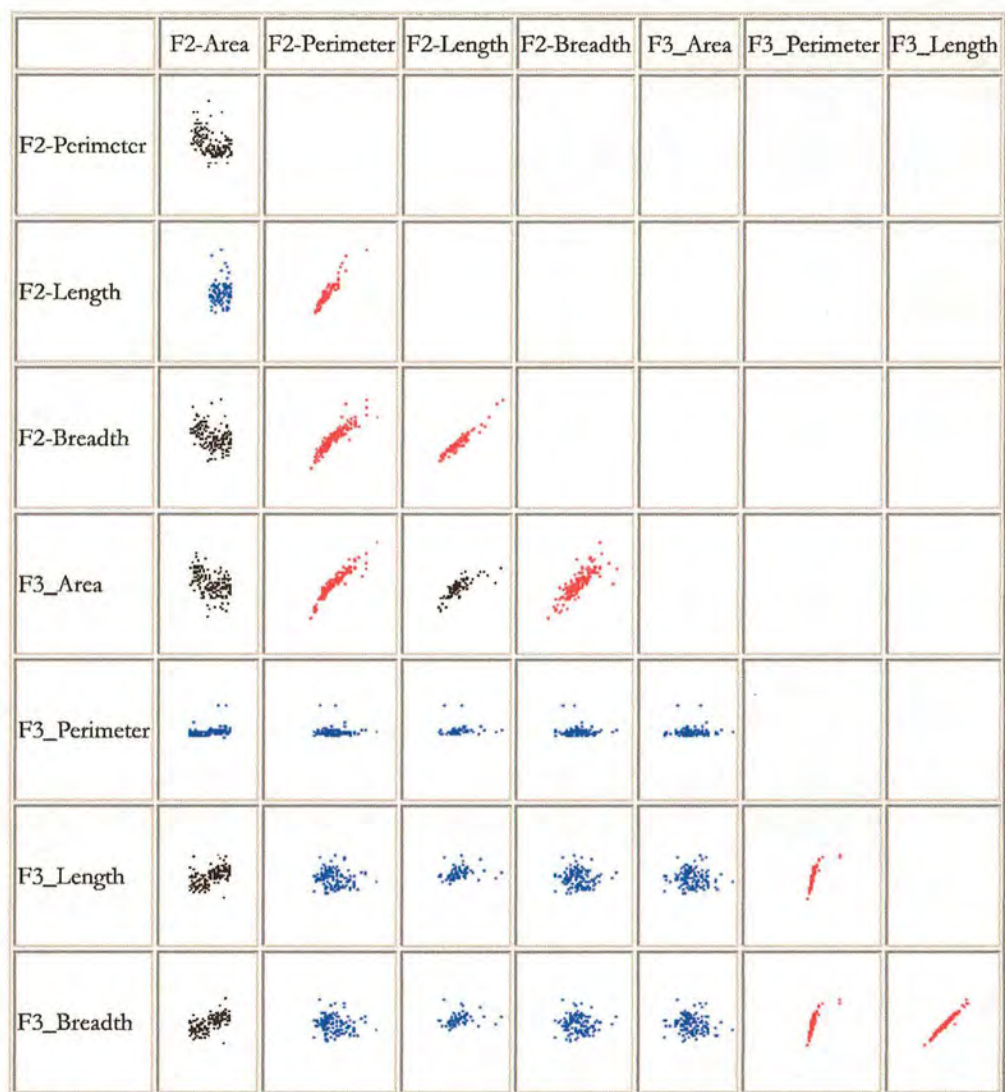 F2-Area F2-Perimeter F2-Length F2-Breadth F3_Area F3_Perimeter F3_Length
F2-Perimeter
F2-Length
F2-Breadth
F3_Area
F3_Perimeter
F3_Length
F3_Breadth